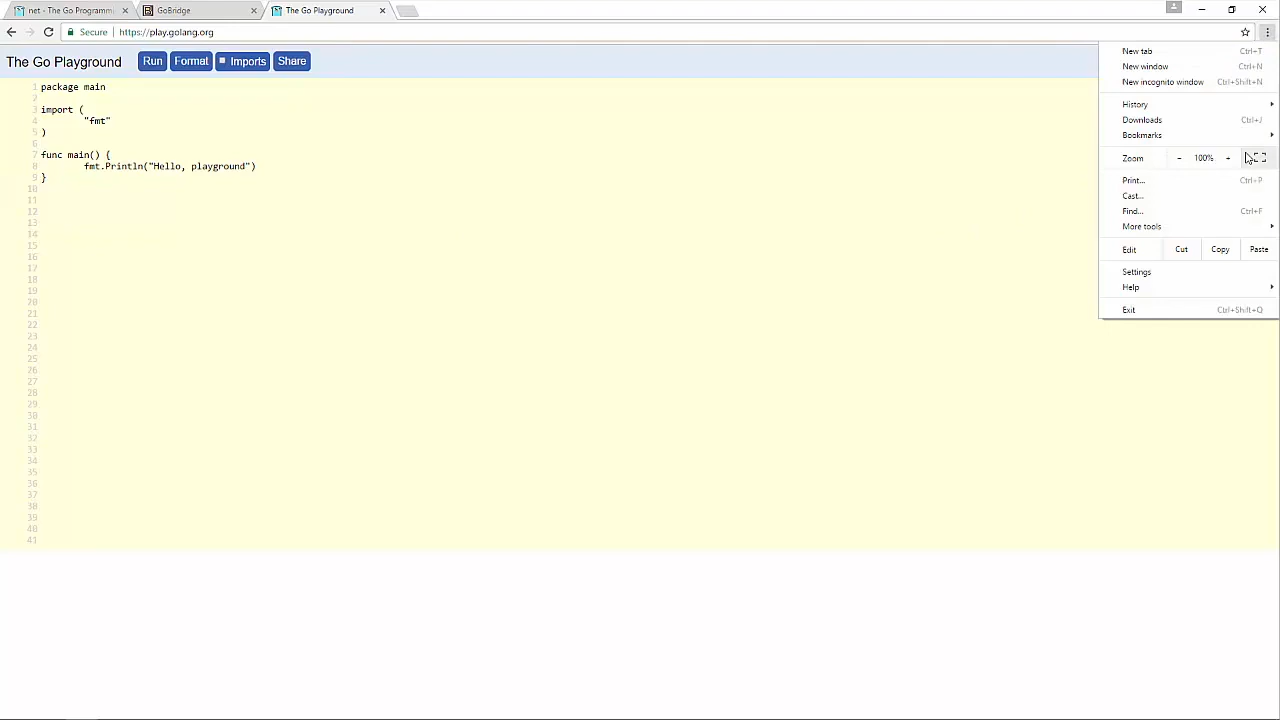 net - The Go Programm
GoBridge
The Go Playground
Secure
https://play.golang.org
The Go Playground
Run
Format
Imports
Share
1 package main
2
3 import (
4 "fmt"
5 )
6
7 func main() {
8 fmt.Println("Hello, playground")
9 }
10
11
12
13
14
15
16
17
18
19
20
21
22
23
24
25
26
27
28
29
30
31
32
33
34
35
36
37
38
39
40
41
New tab Ctrl+T
New window Ctrl+N
New incognito window Ctrl+Shift+N
History
Downloads Ctrl+J
Bookmarks
Zoom - 100% +
Print... Ctrl+P
Cast...
Find... Ctrl+F
More tools
Edit Cut Copy Paste
Settings
Help
Exit Ctrl+Shift+Q